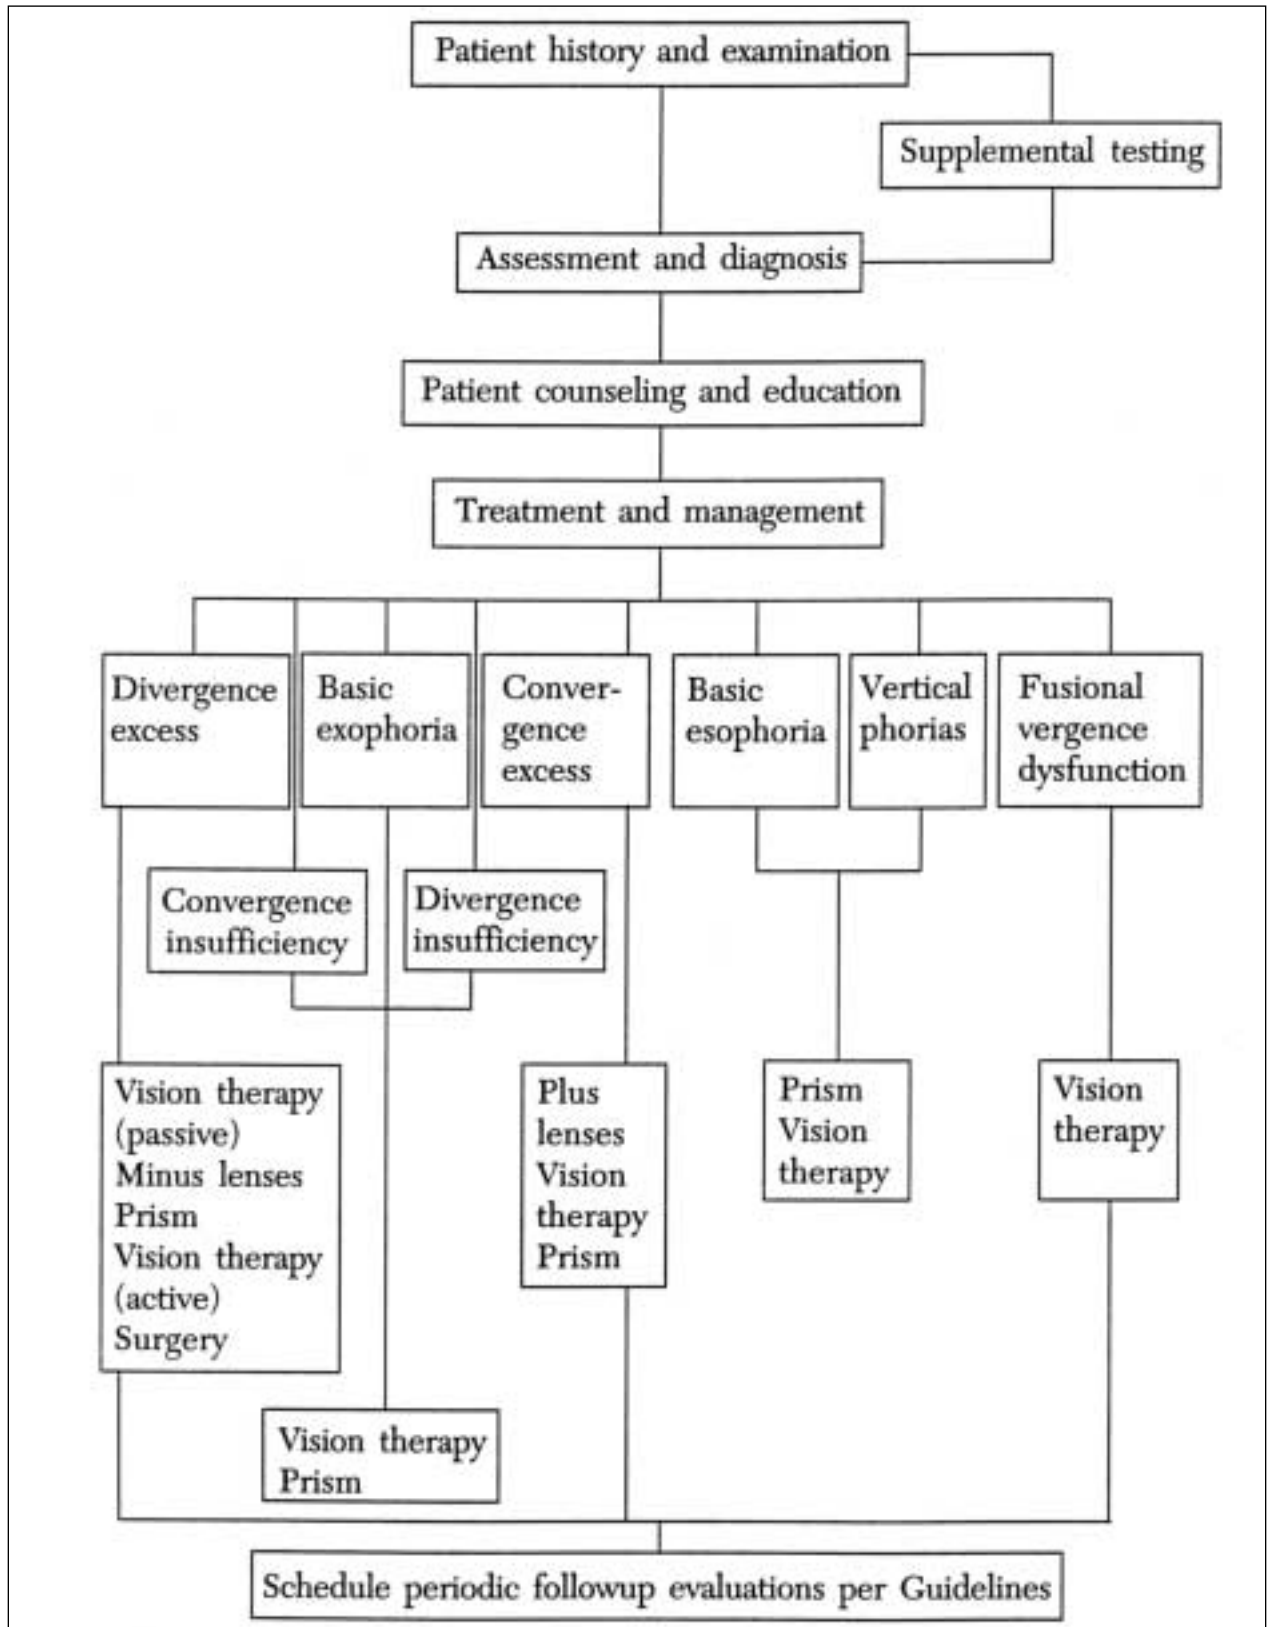 Patient history and examination
Supplemental testing
Assessment and diagnosis
Patient counseling and education
Treatment and management
Divergence
excess
Basic
exophoria
Conver-
gence
excess
Basic
esophoria
Vertical
phorias
Fusional
vergence
dysfunction
Convergence
insufficiency
Divergence
insufficiency
Vision therapy
(passive)
Minus lenses
Prism
Vision therapy
(active)
Surgery
Plus
lenses
Vision
therapy
Prism
Prism
Vision
therapy
Vision
therapy
Vision therapy
Prism
Schedule periodic followup evaluations per Guidelines